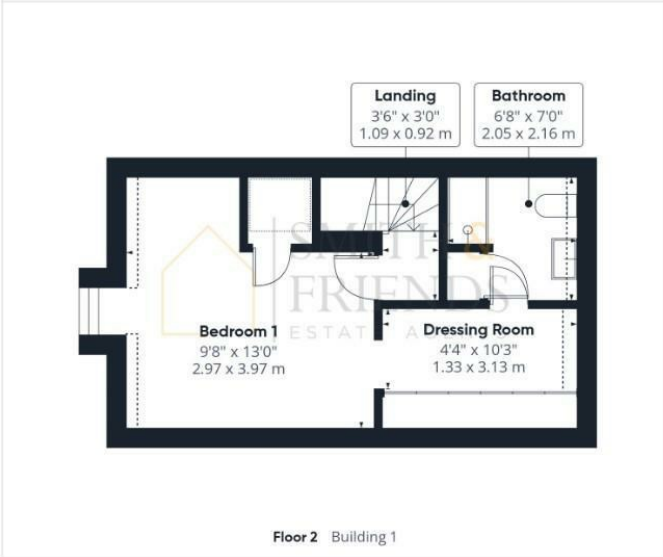 Landing
3'6" x 3'0"
1.09 x 0.92 m
Bathroom
6'8" x 7'0"
2.05 x 2.16 m
SMITH &
FRIENDS
ESTATE AGENTS
Bedroom 1
9'8" x 13'0"
2.97 x 3.97 m
Dressing Room
4'4" x 10'3"
1.33 x 3.13 m
Floor 2 Building 1